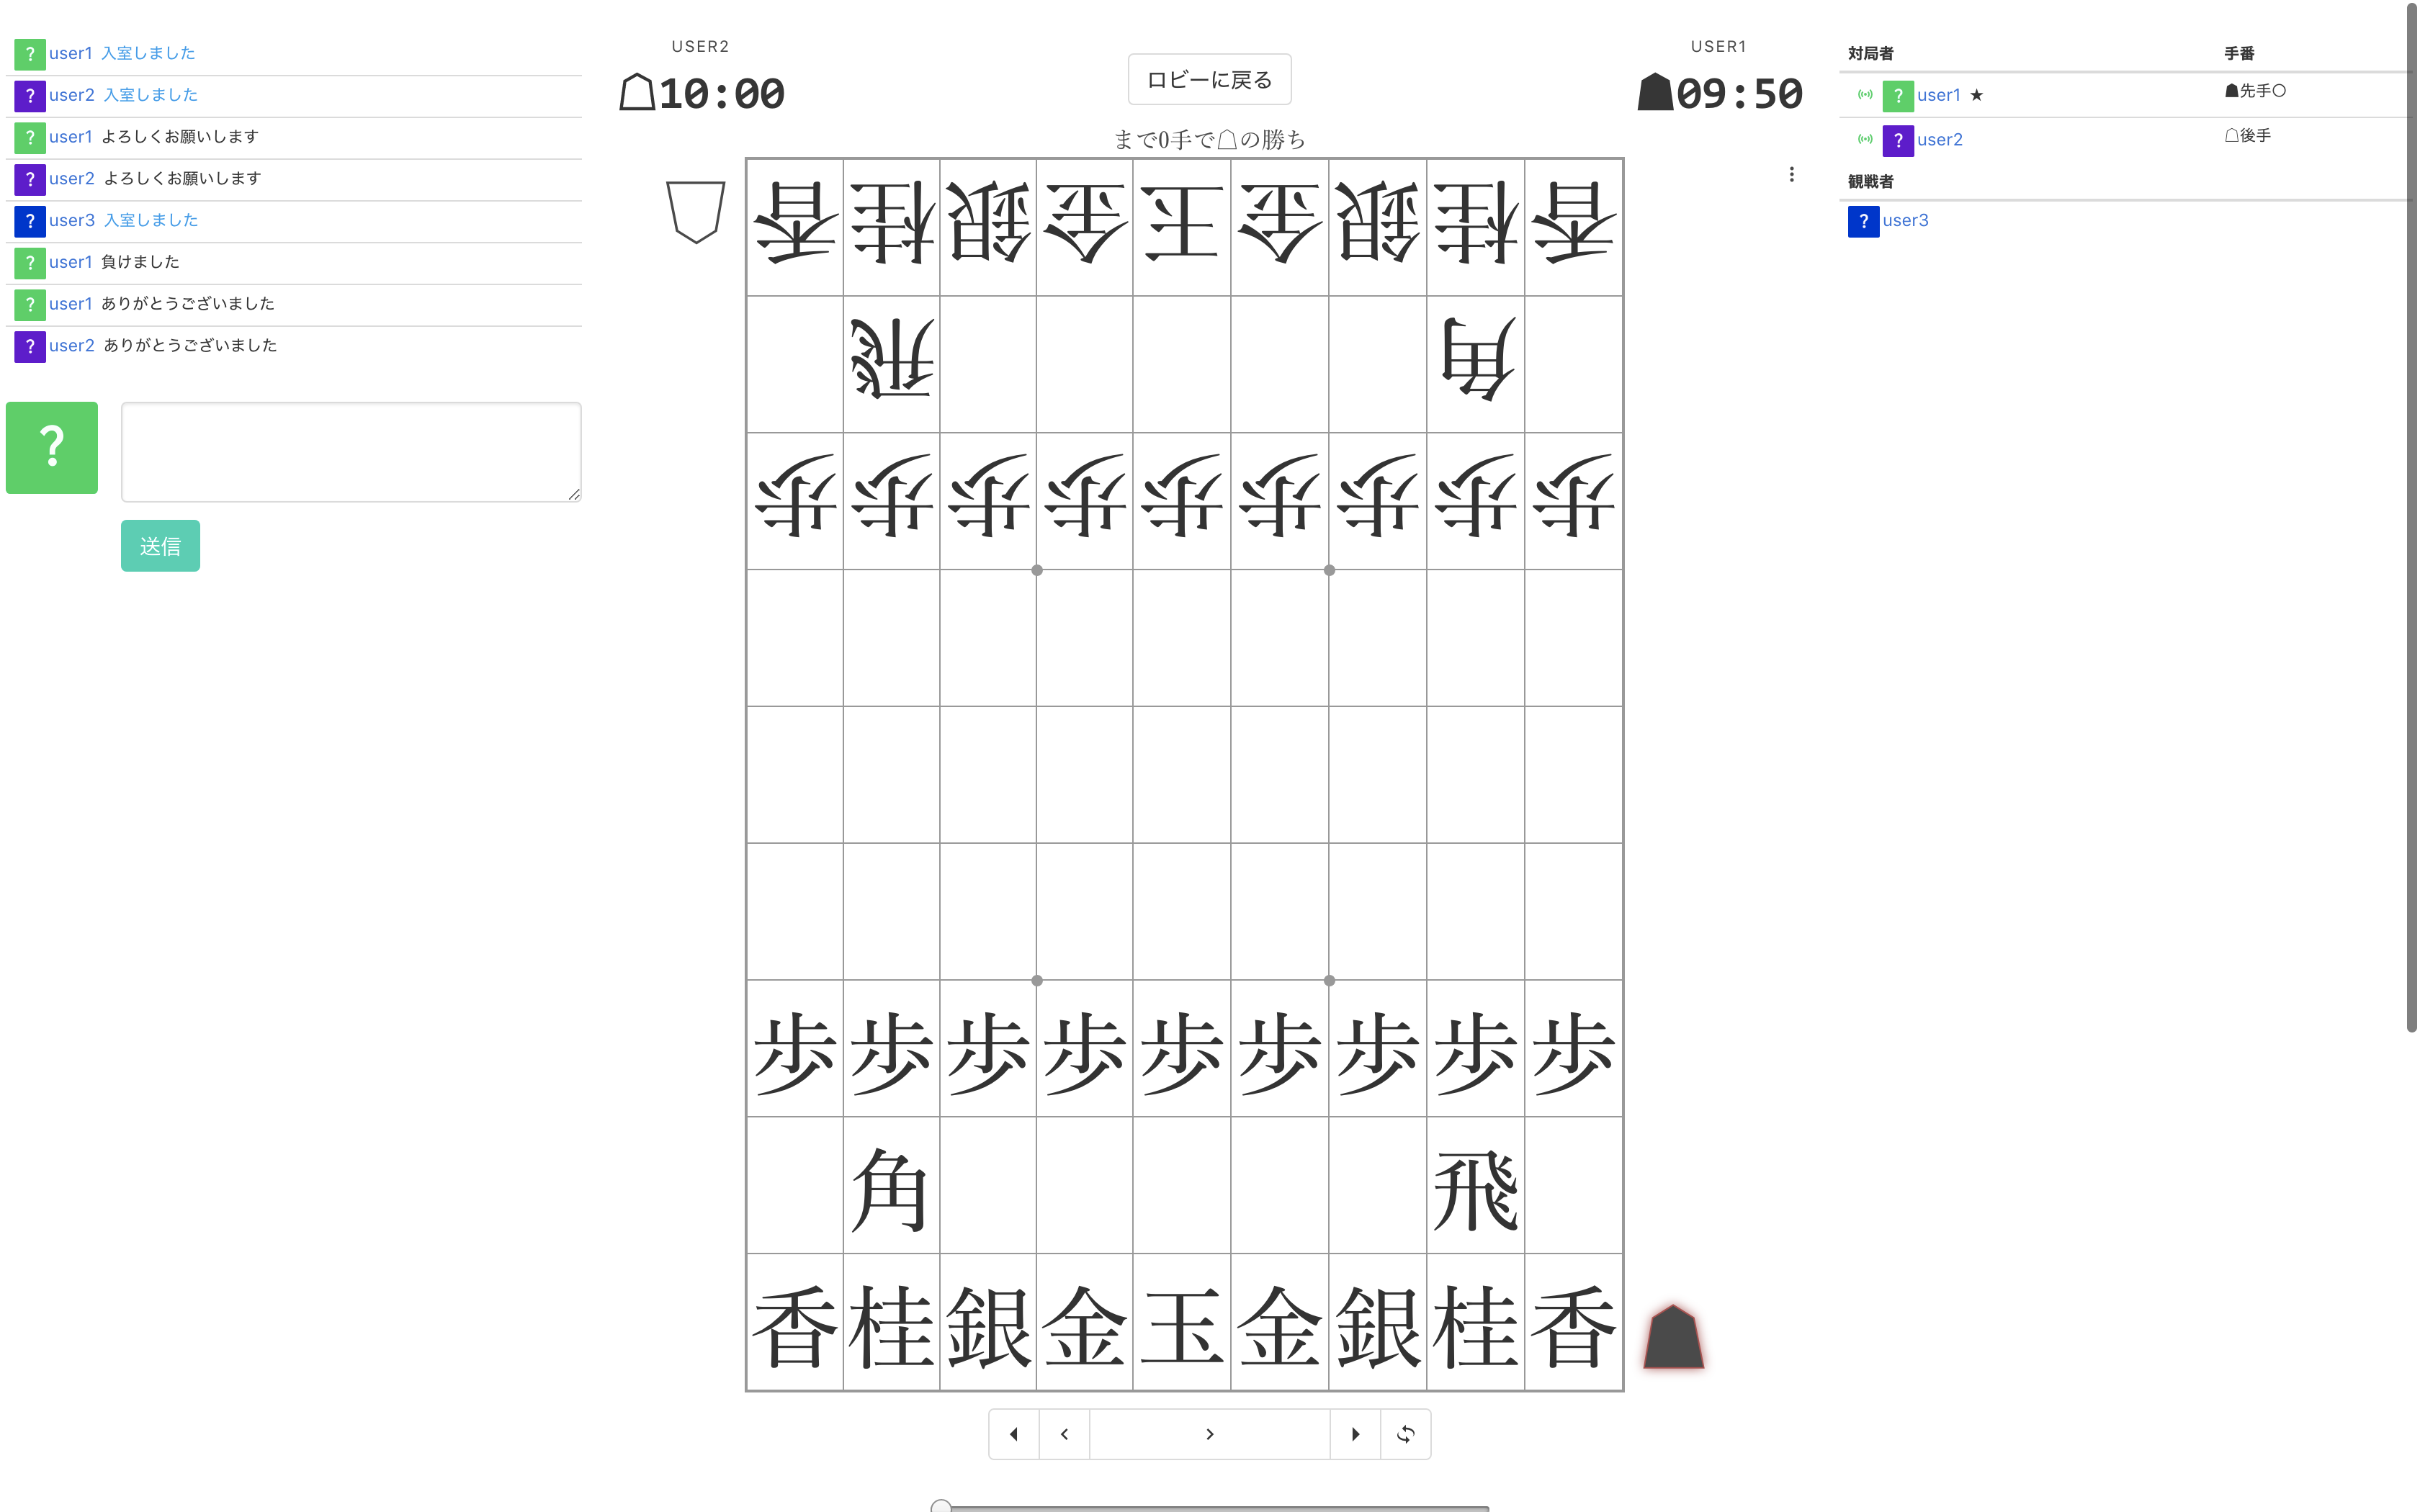 ? user1 入室しました
? user2 入室しました
? user1 よろしくお願いします
? user2 よろしくお願いします
? user3 入室しました
? user1 負けました
? user1 ありがとうございました
? user2 ありがとうございました
?
送信
USER2
☖10:00
ロビーに戻る
USER1
☗09:50
まで0手で☖の勝ち
香桂銀金玉金銀桂香
飛角
歩歩歩歩歩歩歩歩歩
歩歩歩歩歩歩歩歩歩
角飛
香桂銀金玉金銀桂香
対局者 手番
? user1 ★ ☗先手〇
? user2 ☖後手
観戦者
? user3